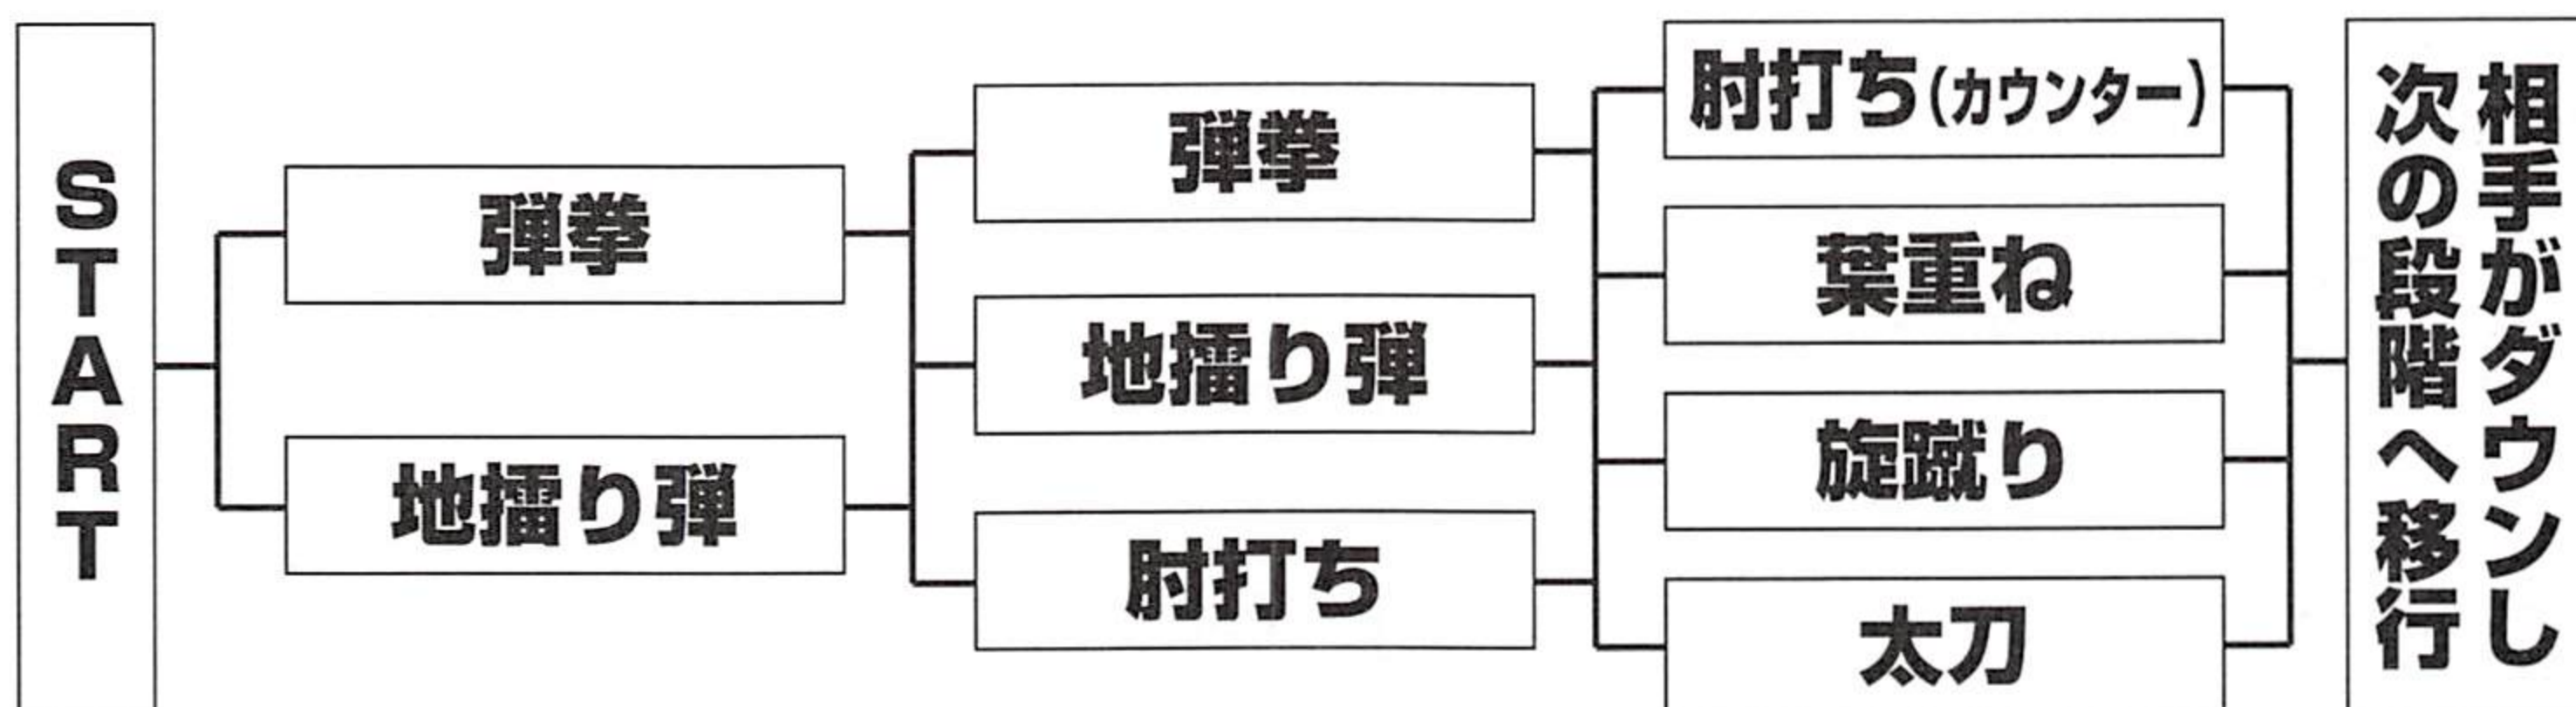 START
弾拳
地擂り弾
弾拳
地擂り弾
肘打ち
肘打ち(カウンター)
葉重ね
旋蹴り
太刀
相手がダウンし
次の段階へ移行